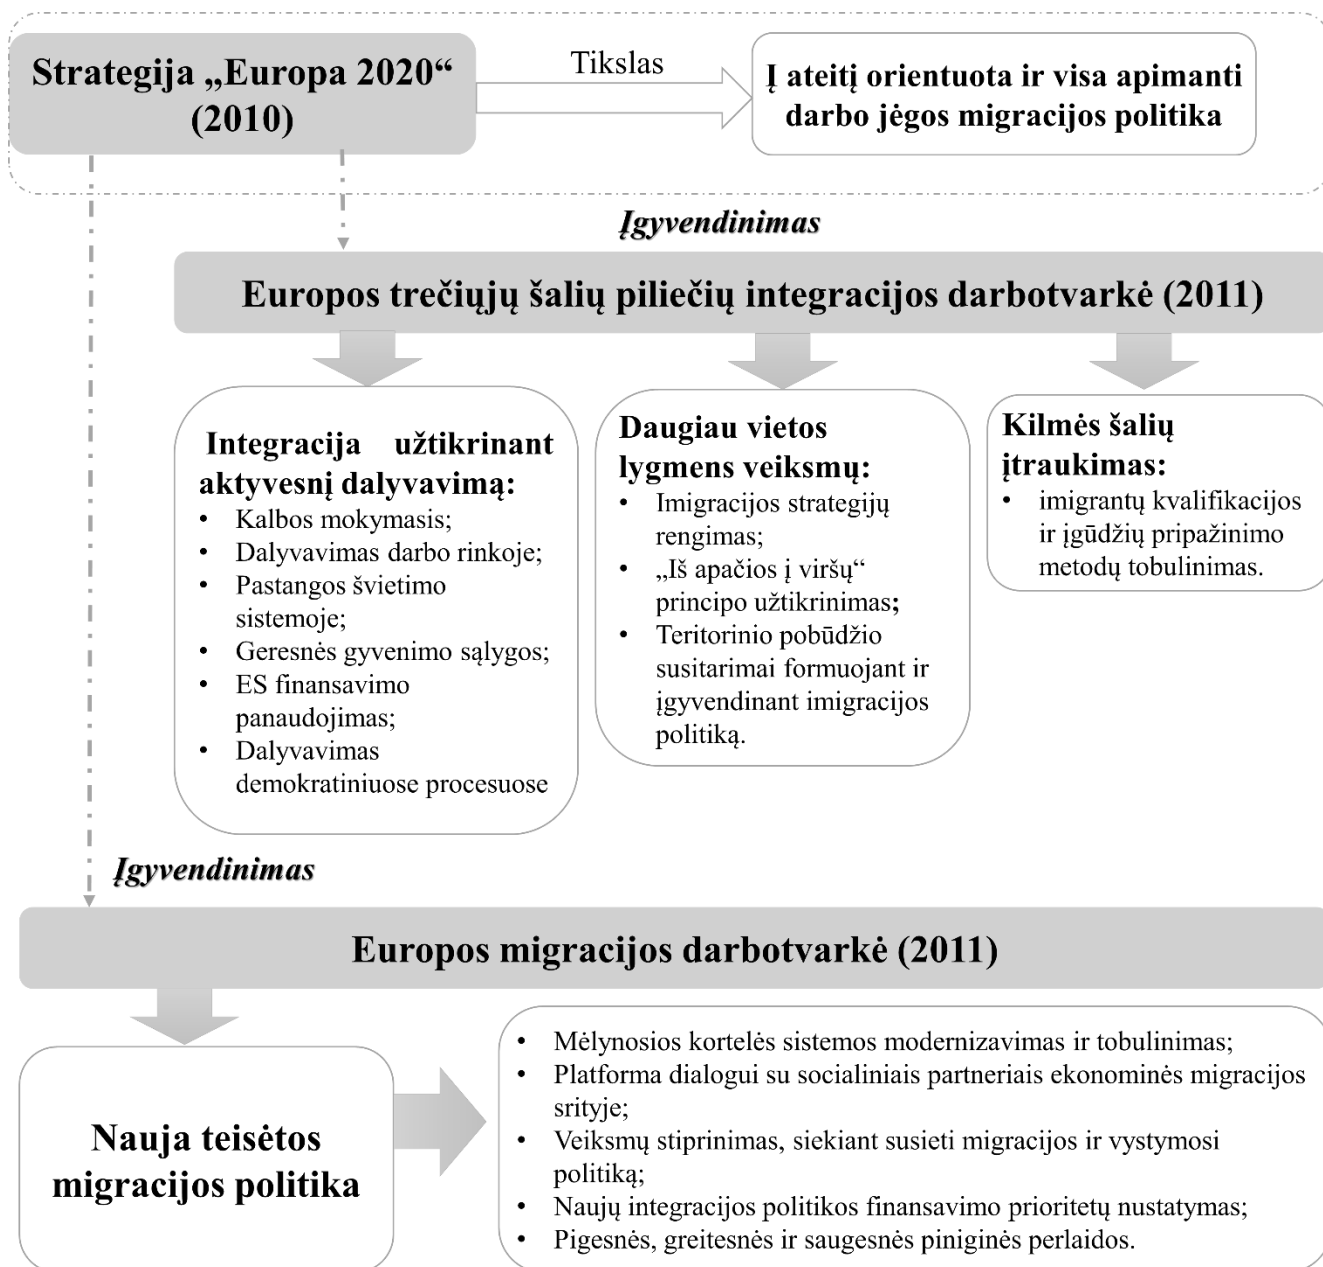 Strategija „Europa 2020“
(2010)
Tikslas
Į ateitį orientuota ir visa apimanti
darbo jėgos migracijos politika
Įgyvendinimas
Europos trečiųjų šalių piliečių integracijos darbotvarkė (2011)
Integracija užtikrinant
aktyvesnį dalyvavimą:
• Kalbos mokymasis;
• Dalyvavimas darbo rinkoje;
• Pastangos švietimo
sistemoje;
• Geresnės gyvenimo sąlygos;
• ES finansavimo
panaudojimas;
• Dalyvavimas
demokratiniuose procesuose
Daugiau vietos
lygmens veiksmų:
• Imigracijos strategijų
rengimas;
• „Iš apačios į viršų“
principo užtikrinimas;
• Teritorinio pobūdžio
susitarimai formuojant ir
įgyvendinant imigracijos
politiką.
Kilmės šalių
įtraukimas:
• imigrantų kvalifikacijos
ir įgūdžių pripažinimo
metodų tobulinimas.
Įgyvendinimas
Europos migracijos darbotvarkė (2011)
Nauja teisėtos
migracijos politika
• Mėlynosios kortelės sistemos modernizavimas ir tobulinimas;
• Platforma dialogui su socialiniais partneriais ekonominės migracijos
srityje;
• Veiksmų stiprinimas, siekiant susieti migracijos ir vystymosi
politiką;
• Naujų integracijos politikos finansavimo prioritetų nustatymas;
• Pigesnės, greitesnės ir saugesnės piniginės perlaidos.